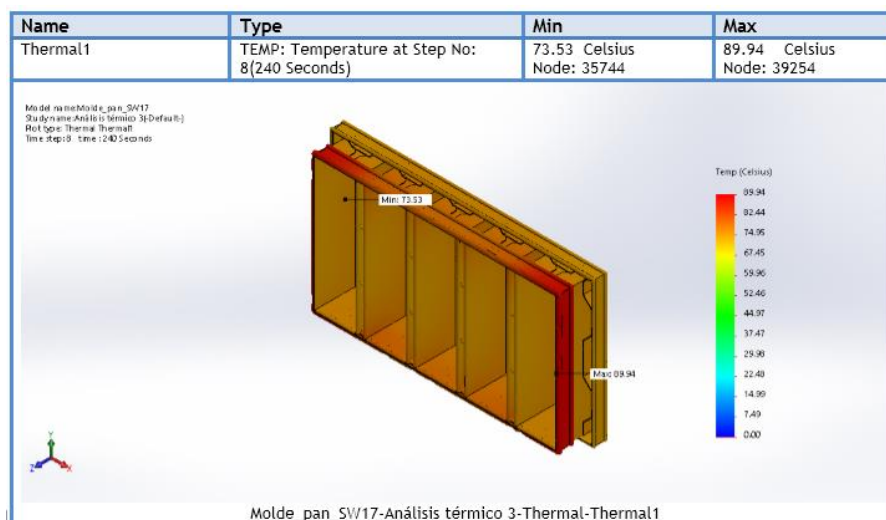 Name Type Min Max
Thermal1 TEMP: Temperature at Step No: 73.53 Celsius 89.94 Celsius
8(240 Seconds) Node: 35744 Node: 39254
Model name:Molde_pan_SW17
Study name:Análisis térmico 3(-Default-)
Plot type: Thermal Thermal1
Time step:8 time : 240 Seconds
Temp (Celsius)
89.94
82.44
74.95
67.45
59.96
52.46
44.97
37.47
29.98
22.48
14.99
7.49
0.00
Min: 73.53
Max: 89.94
Y
Z X
Molde_pan_SW17-Análisis térmico 3-Thermal-Thermal1